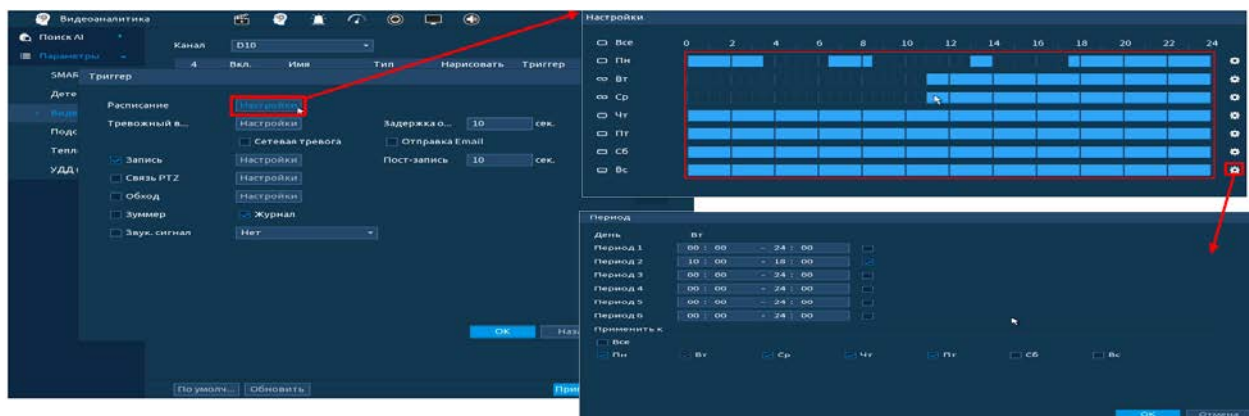 Видеоаналитика
Поиск AI
Параметры
Канал D10
4 Вкл. Имя Тип Нарисовать Триггер
SMAR
Триггер
Дете
Расписание Настройки
Виде
Тревожный в... Настройки Задержка о... 10 сек.
Подс
Сетевая тревога Отправка Email
Тепл
Запись Настройки Пост-запись 10 сек.
УДД
Связь PTZ Настройки
Обход Настройки
Зуммер Журнал
Звук. сигнал Нет
OK Наза
По умолч... Обновить При
Настройки
Все 0 2 4 6 8 10 12 14 16 18 20 22 24
Пн
Вт
Ср
Чт
Пт
Сб
Вс
Период
День Вт
Период 1 00 : 00 - 24 : 00
Период 2 10 : 00 - 18 : 00
Период 3 00 : 00 - 24 : 00
Период 4 00 : 00 - 24 : 00
Период 5 00 : 00 - 24 : 00
Период 6 00 : 00 - 24 : 00
Применить к
Все
Пн Вт Ср Чт Пт Сб Вс
OK Отмена